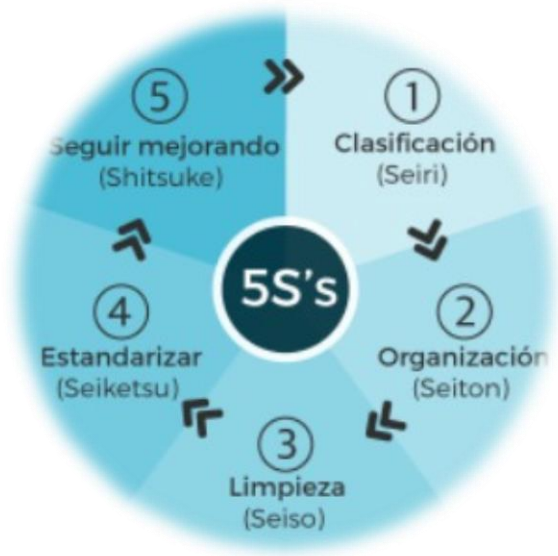 5S's
1
Clasificación
(Seiri)
2
Organización
(Seiton)
3
Limpieza
(Seiso)
4
Estandarizar
(Seiketsu)
5
Seguir mejorando
(Shitsuke)